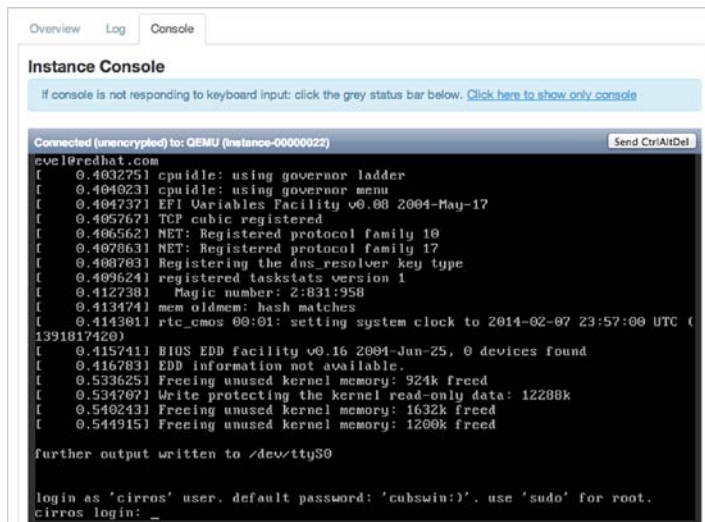 Overview Log Console
Instance Console
If console is not responding to keyboard input: click the grey status bar below. Click here to show only console
Connected (unencrypted) to: QEMU (instance-00000022) Send CtrlAltDel
evel@redhat.com
[    0.403275] cpuidle: using governor ladder
[    0.404023] cpuidle: using governor menu
[    0.404737] EFI Variables Facility v0.08 2004-May-17
[    0.405767] TCP cubic registered
[    0.406562] NET: Registered protocol family 10
[    0.407863] NET: Registered protocol family 17
[    0.408703] Registering the dns_resolver key type
[    0.409624] registered taskstats version 1
[    0.412738]   Magic number: 2:831:958
[    0.413474] mem oldmem: hash matches
[    0.414301] rtc_cmos 00:01: setting system clock to 2014-02-07 23:57:00 UTC (
1391817420)
[    0.415741] BIOS EDD facility v0.16 2004-Jun-25, 0 devices found
[    0.416783] EDD information not available.
[    0.533625] Freeing unused kernel memory: 924k freed
[    0.534707] Write protecting the kernel read-only data: 12288k
[    0.540243] Freeing unused kernel memory: 1632k freed
[    0.544915] Freeing unused kernel memory: 1200k freed
further output written to /dev/ttyS0
login as 'cirros' user. default password: 'cubswin:)'. use 'sudo' for root.
cirros login: _